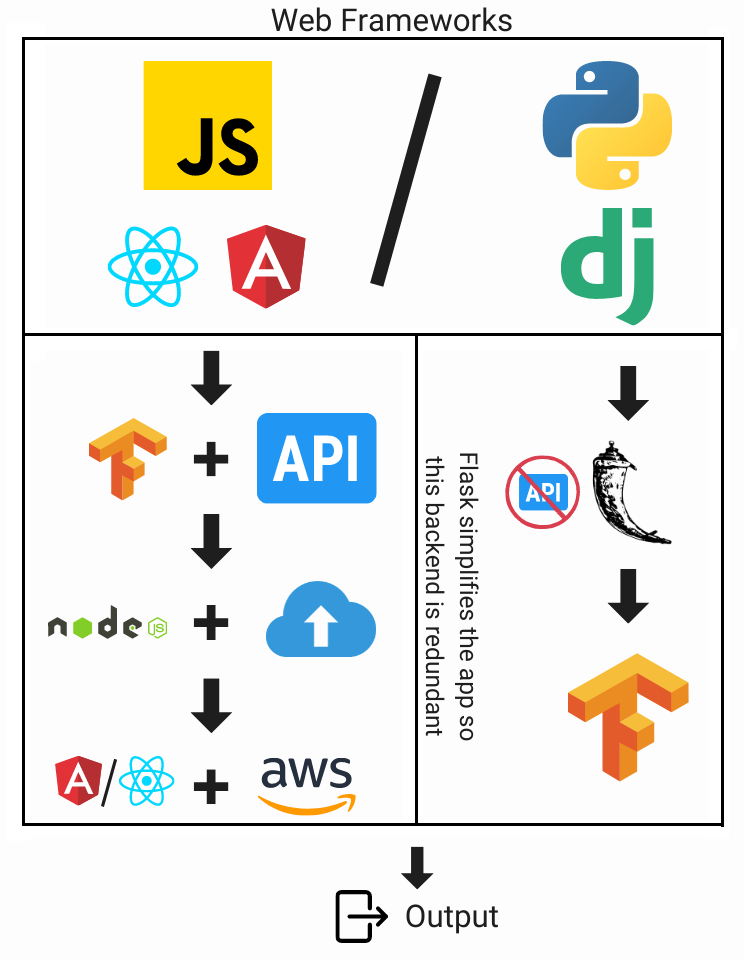 Web Frameworks
JS
A
dj
API
API
Flask simplifies the app so
this backend is redundant
node
JS
A
aws
Output